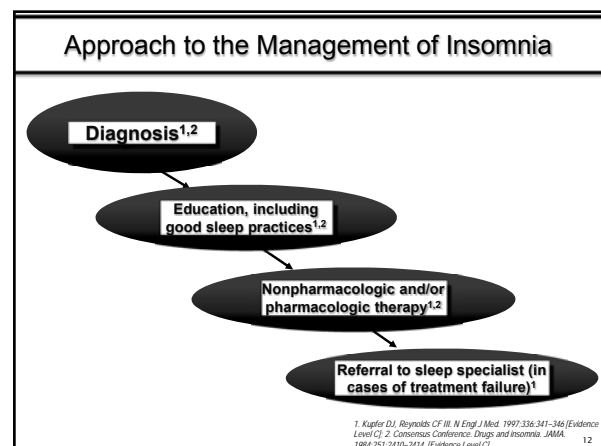 Approach to the Management of Insomnia
Diagnosis1,2
Education, including
good sleep practices1,2
Nonpharmacologic and/or
pharmacologic therapy1,2
Referral to sleep specialist (in
cases of treatment failure)1
1. Kupfer DJ, Reynolds CF III. N Engl J Med. 1997;336:341–346 [Evidence
Level C]; 2. Consensus Conference. Drugs and Insomnia. JAMA.
1984;251:2410–2414. [Evidence Level C]
12